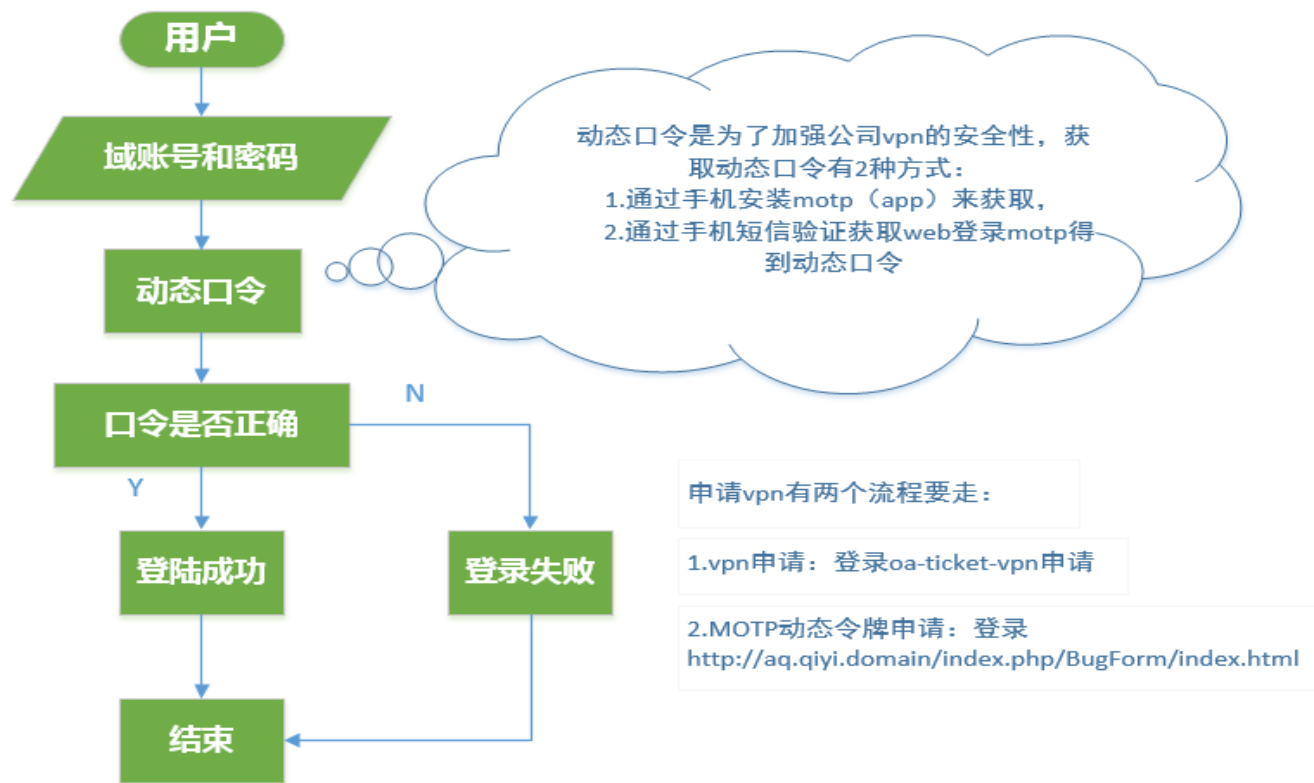 用户
域账号和密码
动态口令是为了加强公司vpn的安全性，获
取动态口令有2种方式：
1.通过手机安装motp（app）来获取，
2.通过手机短信验证获取web登录motp得
到动态口令
动态口令
口令是否正确
N
Y
登陆成功
登录失败
结束
申请vpn有两个流程要走：
1.vpn申请：登录oa-ticket-vpn申请
2.MOTP动态令牌申请：登录
http://aq.qiyi.domain/index.php/BugForm/index.html